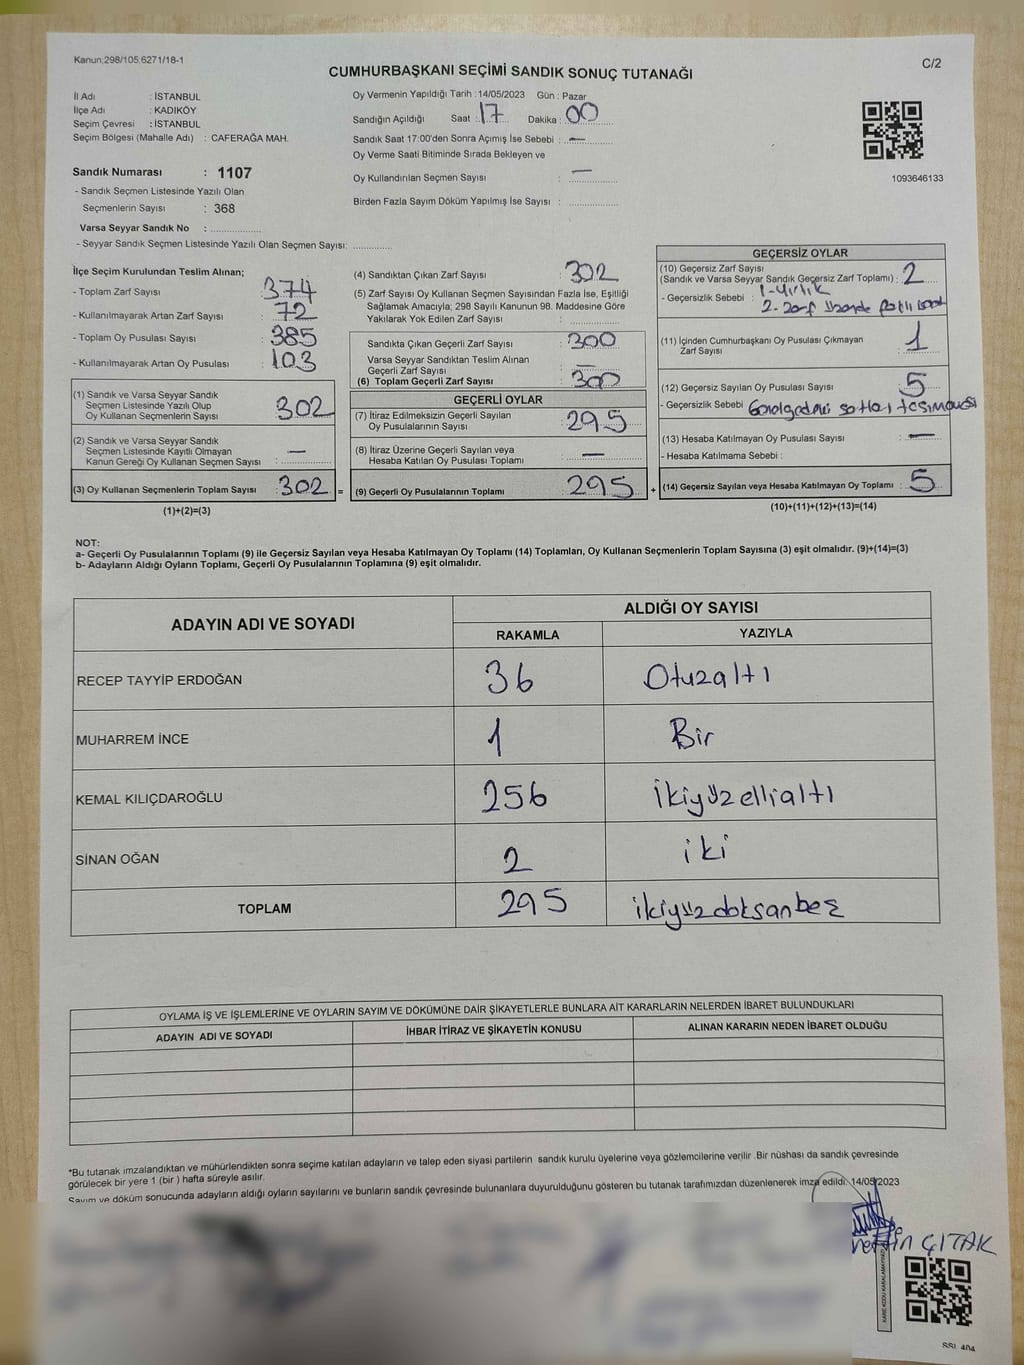 Kanun;298/105;6271/18-1
C/2
CUMHURBAŞKANI SEÇİMİ SANDIK SONUÇ TUTANAĞI
İl Adı : İSTANBUL
İlçe Adı : KADIKÖY
Seçim Çevresi : İSTANBUL
Seçim Bölgesi (Mahalle Adı) : CAFERAĞA MAH.
Sandık Numarası : 1107
- Sandık Seçmen Listesinde Yazılı Olan
Seçmenlerin Sayısı : 368
Varsa Seyyar Sandık No :
- Seyyar Sandık Seçmen Listesinde Yazılı Olan Seçmen Sayısı:
Oy Vermenin Yapıldığı Tarih : 14/05/2023 Gün : Pazar
Sandığın Açıldığı Saat : 17 Dakika : 00
Sandık Saat 17:00'den Sonra Açımış İse Sebebi : —
Oy Verme Saati Bitiminde Sırada Bekleyen ve
Oy Kullandırılan Seçmen Sayısı : —
Birden Fazla Sayım Döküm Yapılmış İse Sayısı :
1093646133
İlçe Seçim Kurulundan Teslim Alınan;
- Toplam Zarf Sayısı : 374
- Kullanılmayarak Artan Zarf Sayısı : 72
- Toplam Oy Pusulası Sayısı : 385
- Kullanılmayarak Artan Oy Pusulası : 103
(1) Sandık ve Varsa Seyyar Sandık
Seçmen Listesinde Yazılı Olup
Oy Kullanan Seçmenlerin Sayısı : 302
(2) Sandık ve Varsa Seyyar Sandık
Seçmen Listesinde Kayıtlı Olmayan
Kanun Gereği Oy Kullanan Seçmen Sayısı : —
(3) Oy Kullanan Seçmenlerin Toplam Sayısı : 302 =
(1)+(2)=(3)
(4) Sandıktan Çıkan Zarf Sayısı : 302
(5) Zarf Sayısı Oy Kullanan Seçmen Sayısından Fazla İse, Eşitliği
Sağlamak Amacıyla; 298 Sayılı Kanunun 98. Maddesine Göre
Yakılarak Yok Edilen Zarf Sayısı :
Sandıkta Çıkan Geçerli Zarf Sayısı : 300
Varsa Seyyar Sandıktan Teslim Alınan
Geçerli Zarf Sayısı : —
(6) Toplam Geçerli Zarf Sayısı : 300
GEÇERLİ OYLAR
(7) İtiraz Edilmeksizin Geçerli Sayılan
Oy Pusulalarının Sayısı : 295
(8) İtiraz Üzerine Geçerli Sayılan veya
Hesaba Katılan Oy Pusulası Toplamı : —
(9) Geçerli Oy Pusulalarının Toplamı : 295 +
GEÇERSİZ OYLAR
(10) Geçersiz Zarf Sayısı
(Sandık ve Varsa Seyyar Sandık Geçersiz Zarf Toplamı) : 2
- Geçersizlik Sebebi : 1-Yırtık
2- Zarf üzerinde
(11) İçinden Cumhurbaşkanı Oy Pusulası Çıkmayan
Zarf Sayısı : 1
(12) Geçersiz Sayılan Oy Pusulası Sayısı : 5
- Geçersizlik Sebebi
(13) Hesaba Katılmayan Oy Pusulası Sayısı : —
- Hesaba Katılmama Sebebi :
(14) Geçersiz Sayılan veya Hesaba Katılmayan Oy Toplamı : 5
(10)+(11)+(12)+(13)=(14)
NOT:
a- Geçerli Oy Pusulalarının Toplamı (9) ile Geçersiz Sayılan veya Hesaba Katılmayan Oy Toplamı (14) Toplamları, Oy Kullanan Seçmenlerin Toplam Sayısına (3) eşit olmalıdır. (9)+(14)=(3)
b- Adayların Aldığı Oyların Toplamı, Geçerli Oy Pusulalarının Toplamına (9) eşit olmalıdır.
ADAYIN ADI VE SOYADI
ALDIĞI OY SAYISI
RAKAMLA YAZIYLA
RECEP TAYYİP ERDOĞAN 36 Otuzaltı
MUHARREM İNCE 1 Bir
KEMAL KILIÇDAROĞLU 256 ikiyüzellialtı
SİNAN OĞAN 2 iki
TOPLAM 295 ikiyüzdoksanbeş
OYLAMA İŞ VE İŞLEMLERİNE VE OYLARIN SAYIM VE DÖKÜMÜNE DAİR ŞİKAYETLERLE BUNLARA AİT KARARLARIN NELERDEN İBARET BULUNDUKLARI
ADAYIN ADI VE SOYADI İHBAR İTİRAZ VE ŞİKAYETİN KONUSU ALINAN KARARIN NEDEN İBARET OLDUĞU
*Bu tutanak imzalandıktan ve mühürlendikten sonra seçime katılan adayların ve talep eden siyasi partilerin sandık kurulu üyelerine veya gözlemcilerine verilir .Bir nüshası da sandık çevresinde
görülecek bir yere 1 (bir ) hafta süreyle asılır.
Sayım ve döküm sonucunda adayların aldığı oyların sayılarını ve bunların sandık çevresinde bulunanlara duyurulduğunu gösteren bu tutanak tarafımızdan düzenlenerek imza edildi. 14/05/2023
ÇITAK